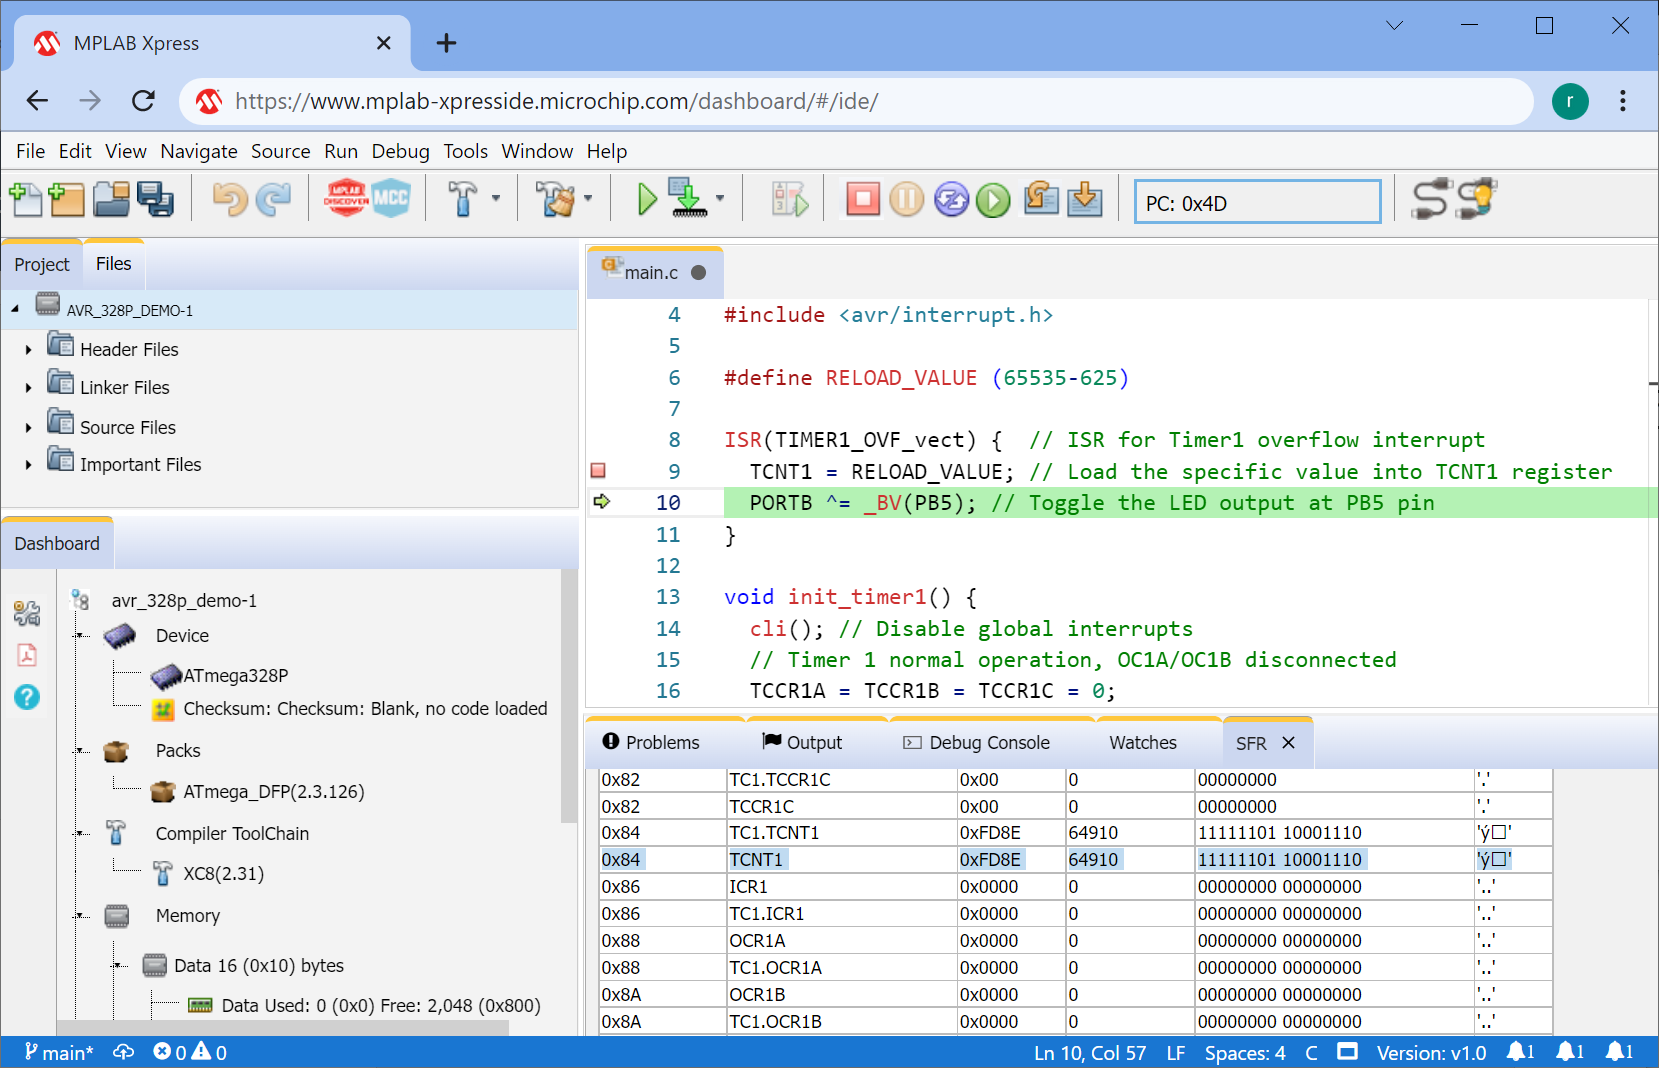 MPLAB Xpress
https://www.mplab-xpresside.microchip.com/dashboard/#/ide/
r
File Edit View Navigate Source Run Debug Tools Window Help
MPLAB DISCOVER
MCC
PC: 0x4D
Project Files
AVR_328P_DEMO-1
Header Files
Linker Files
Source Files
Important Files
Dashboard
avr_328p_demo-1
Device
ATmega328P
Checksum: Checksum: Blank, no code loaded
Packs
ATmega_DFP(2.3.126)
Compiler ToolChain
XC8(2.31)
Memory
Data 16 (0x10) bytes
Data Used: 0 (0x0) Free: 2,048 (0x800)
main.c
4 #include <avr/interrupt.h>
5
6 #define RELOAD_VALUE (65535-625)
7
8 ISR(TIMER1_OVF_vect) {  // ISR for Timer1 overflow interrupt
9   TCNT1 = RELOAD_VALUE; // Load the specific value into TCNT1 register
10   PORTB ^= _BV(PB5); // Toggle the LED output at PB5 pin
11 }
12
13 void init_timer1() {
14   cli(); // Disable global interrupts
15   // Timer 1 normal operation, OC1A/OC1B disconnected
16   TCCR1A = TCCR1B = TCCR1C = 0;
Problems Output Debug Console Watches SFR
0x82 TC1.TCCR1C 0x00 0 00000000 '.'
0x82 TCCR1C 0x00 0 00000000 '.'
0x84 TC1.TCNT1 0xFD8E 64910 11111101 10001110 'ý□'
0x84 TCNT1 0xFD8E 64910 11111101 10001110 'ý□'
0x86 ICR1 0x0000 0 00000000 00000000 '..'
0x86 TC1.ICR1 0x0000 0 00000000 00000000 '..'
0x88 OCR1A 0x0000 0 00000000 00000000 '..'
0x88 TC1.OCR1A 0x0000 0 00000000 00000000 '..'
0x8A OCR1B 0x0000 0 00000000 00000000 '..'
0x8A TC1.OCR1B 0x0000 0 00000000 00000000 '..'
main* 0 0 Ln 10, Col 57 LF Spaces: 4 C Version: v1.0 1 1 1